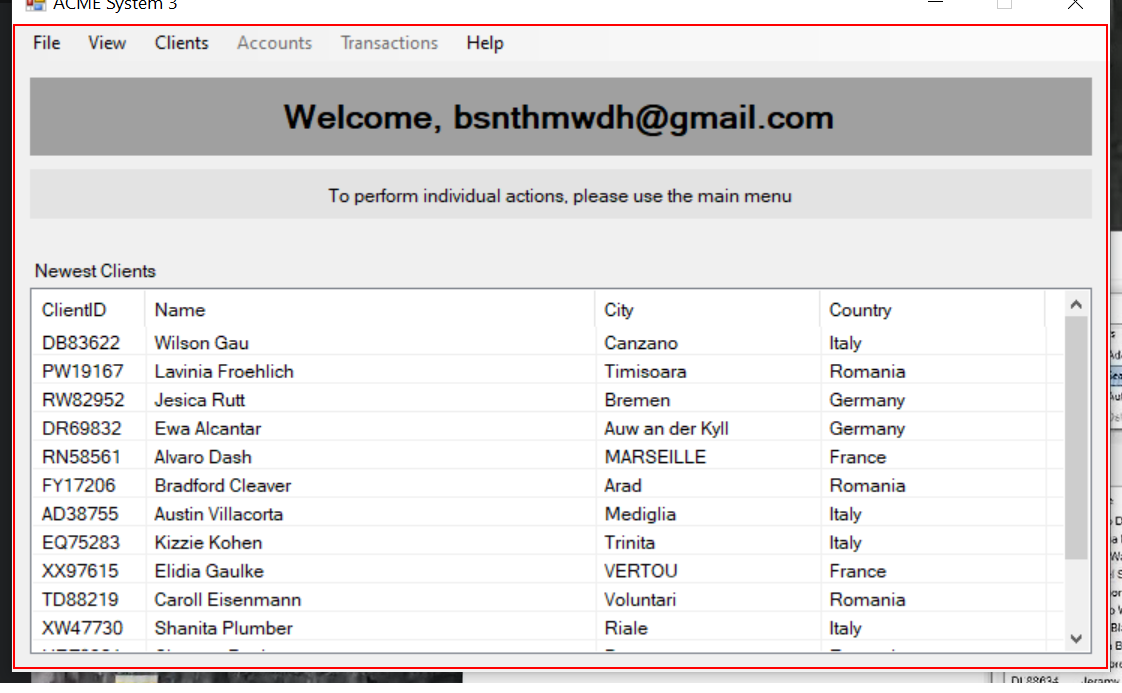 ACME System 3
File View Clients Accounts Transactions Help
Welcome, bsnthmwdh@gmail.com
To perform individual actions, please use the main menu
Newest Clients
ClientID Name City Country
DB83622 Wilson Gau Canzano Italy
PW19167 Lavinia Froehlich Timisoara Romania
RW82952 Jesica Rutt Bremen Germany
DR69832 Ewa Alcantar Auw an der Kyll Germany
RN58561 Alvaro Dash MARSEILLE France
FY17206 Bradford Cleaver Arad Romania
AD38755 Austin Villacorta Mediglia Italy
EQ75283 Kizzie Kohen Trinita Italy
XX97615 Elidia Gaulke VERTOU France
TD88219 Caroll Eisenmann Voluntari Romania
XW47730 Shanita Plumber Riale Italy